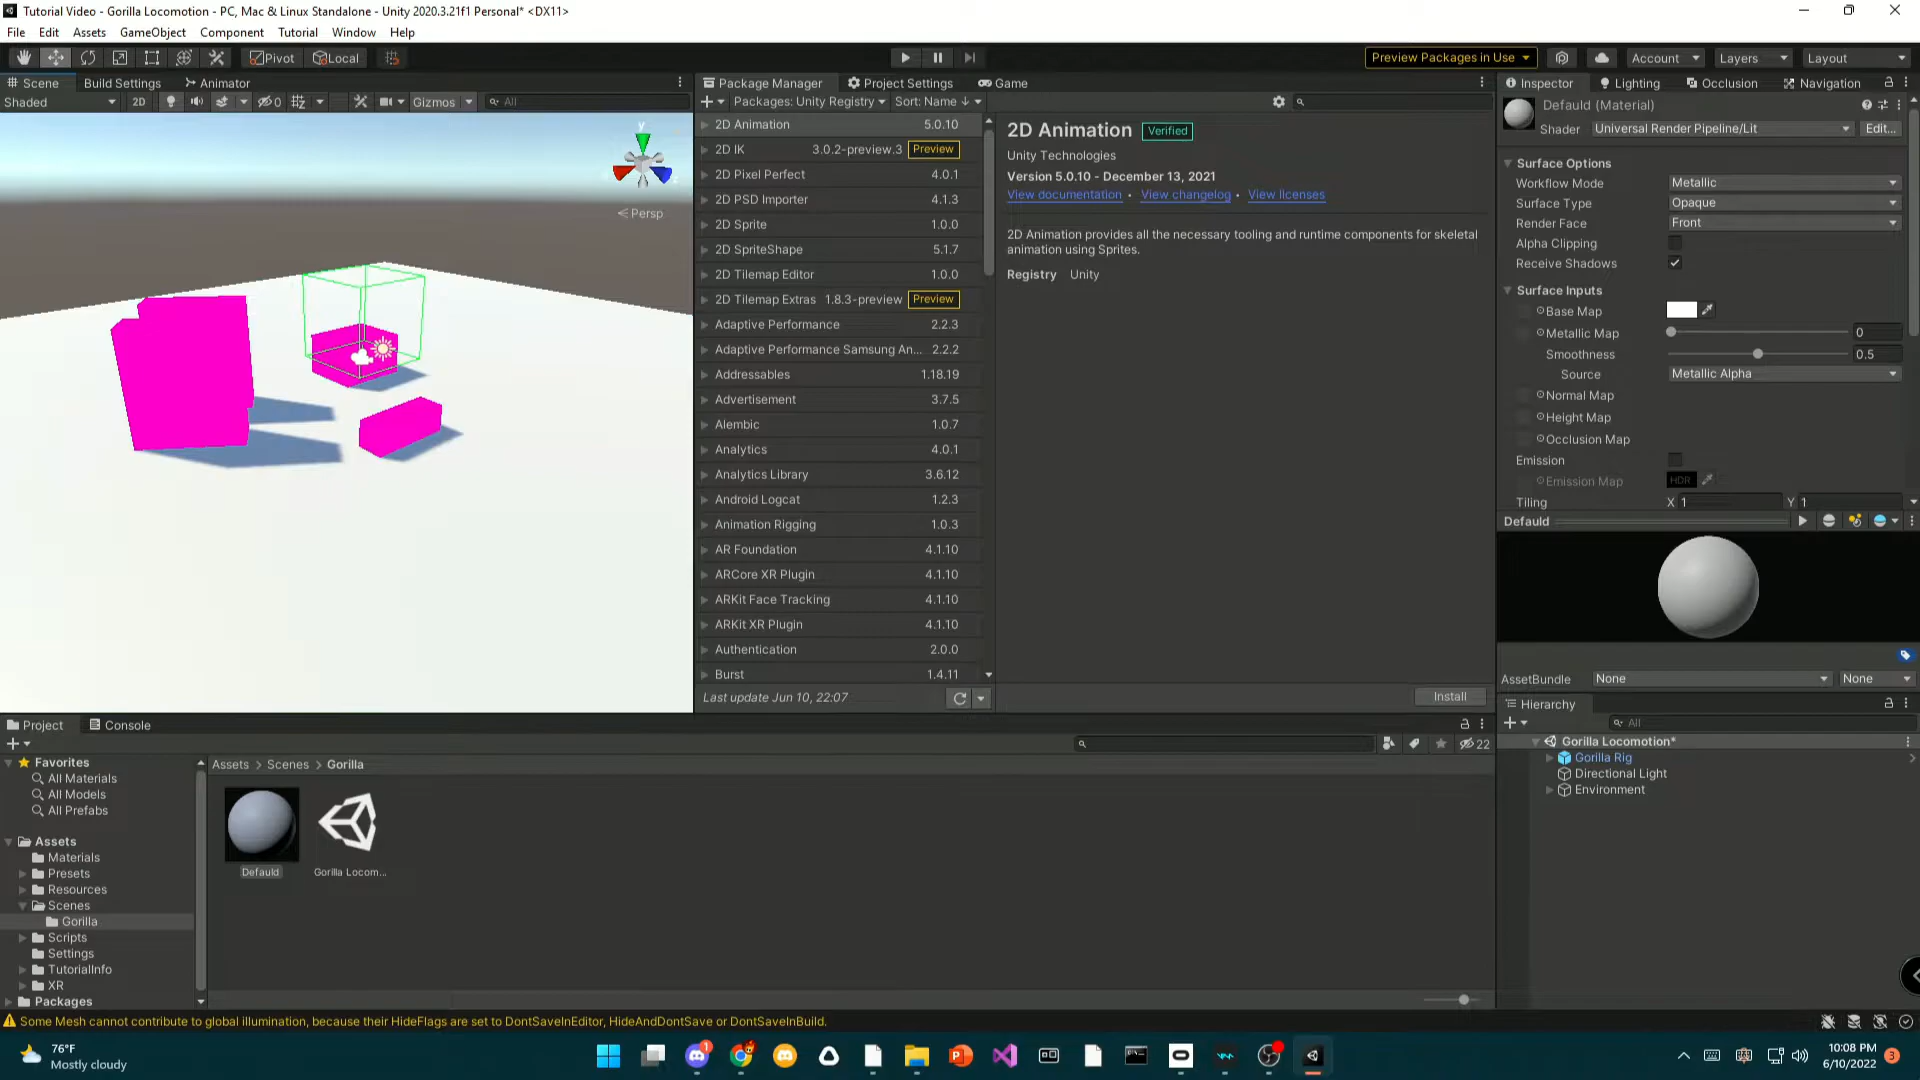 Tutorial Video - Gorilla Locomotion - PC, Mac & Linux Standalone - Unity 2020.3.21f1 Personal* <DX11>
File Edit Assets GameObject Component Tutorial Window Help
Pivot Local Preview Packages in Use Account Layers Layout
Scene Build Settings Animator
Shaded 2D 0 Gizmos All
y
Persp
Package Manager Project Settings Game
Packages: Unity Registry Sort: Name ↓
2D Animation 5.0.10
2D IK 3.0.2-preview.3 Preview
2D Pixel Perfect 4.0.1
2D PSD Importer 4.1.3
2D Sprite 1.0.0
2D SpriteShape 5.1.7
2D Tilemap Editor 1.0.0
2D Tilemap Extras 1.8.3-preview Preview
Adaptive Performance 2.2.3
Adaptive Performance Samsung An... 2.2.2
Addressables 1.18.19
Advertisement 3.7.5
Alembic 1.0.7
Analytics 4.0.1
Analytics Library 3.6.12
Android Logcat 1.2.3
Animation Rigging 1.0.3
AR Foundation 4.1.10
ARCore XR Plugin 4.1.10
ARKit Face Tracking 4.1.10
ARKit XR Plugin 4.1.10
Authentication 2.0.0
Burst 1.4.11
Last update Jun 10, 22:07
2D Animation Verified
Unity Technologies
Version 5.0.10 - December 13, 2021
View documentation • View changelog • View licenses
2D Animation provides all the necessary tooling and runtime components for skeletal
animation using Sprites.
Registry Unity
Install
Inspector Lighting Occlusion Navigation
Defauld (Material)
Shader Universal Render Pipeline/Lit Edit...
Surface Options
Workflow Mode Metallic
Surface Type Opaque
Render Face Front
Alpha Clipping
Receive Shadows
Surface Inputs
Base Map
Metallic Map 0
Smoothness 0.5
Source Metallic Alpha
Normal Map
Height Map
Occlusion Map
Emission
Emission Map HDR
Tiling X 1 Y 1
Defauld
AssetBundle None None
Hierarchy
All
Gorilla Locomotion*
Gorilla Rig
Directional Light
Environment
Project Console
22
Favorites
All Materials
All Models
All Prefabs
Assets
Materials
Presets
Resources
Scenes
Gorilla
Scripts
Settings
TutorialInfo
XR
Packages
Assets > Scenes > Gorilla
Defauld Gorilla Locom...
Some Mesh cannot contribute to global illumination, because their HideFlags are set to DontSaveInEditor, HideAndDontSave or DontSaveInBuild.
76°F
Mostly cloudy
1
10:08 PM
6/10/2022
3